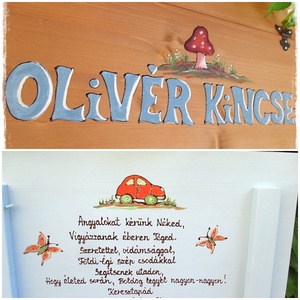 OLiVÉR KiNCSE
Angyalokat kérünk Néked,
Vigyázzanak éberen Téged.
Szeretettel, vidámsággal,
Földi-Égi szép csodákkal
Segítsenek utadon,
Hogy életed során, Boldog legyél nagyon-nagyon!
Keresztapád